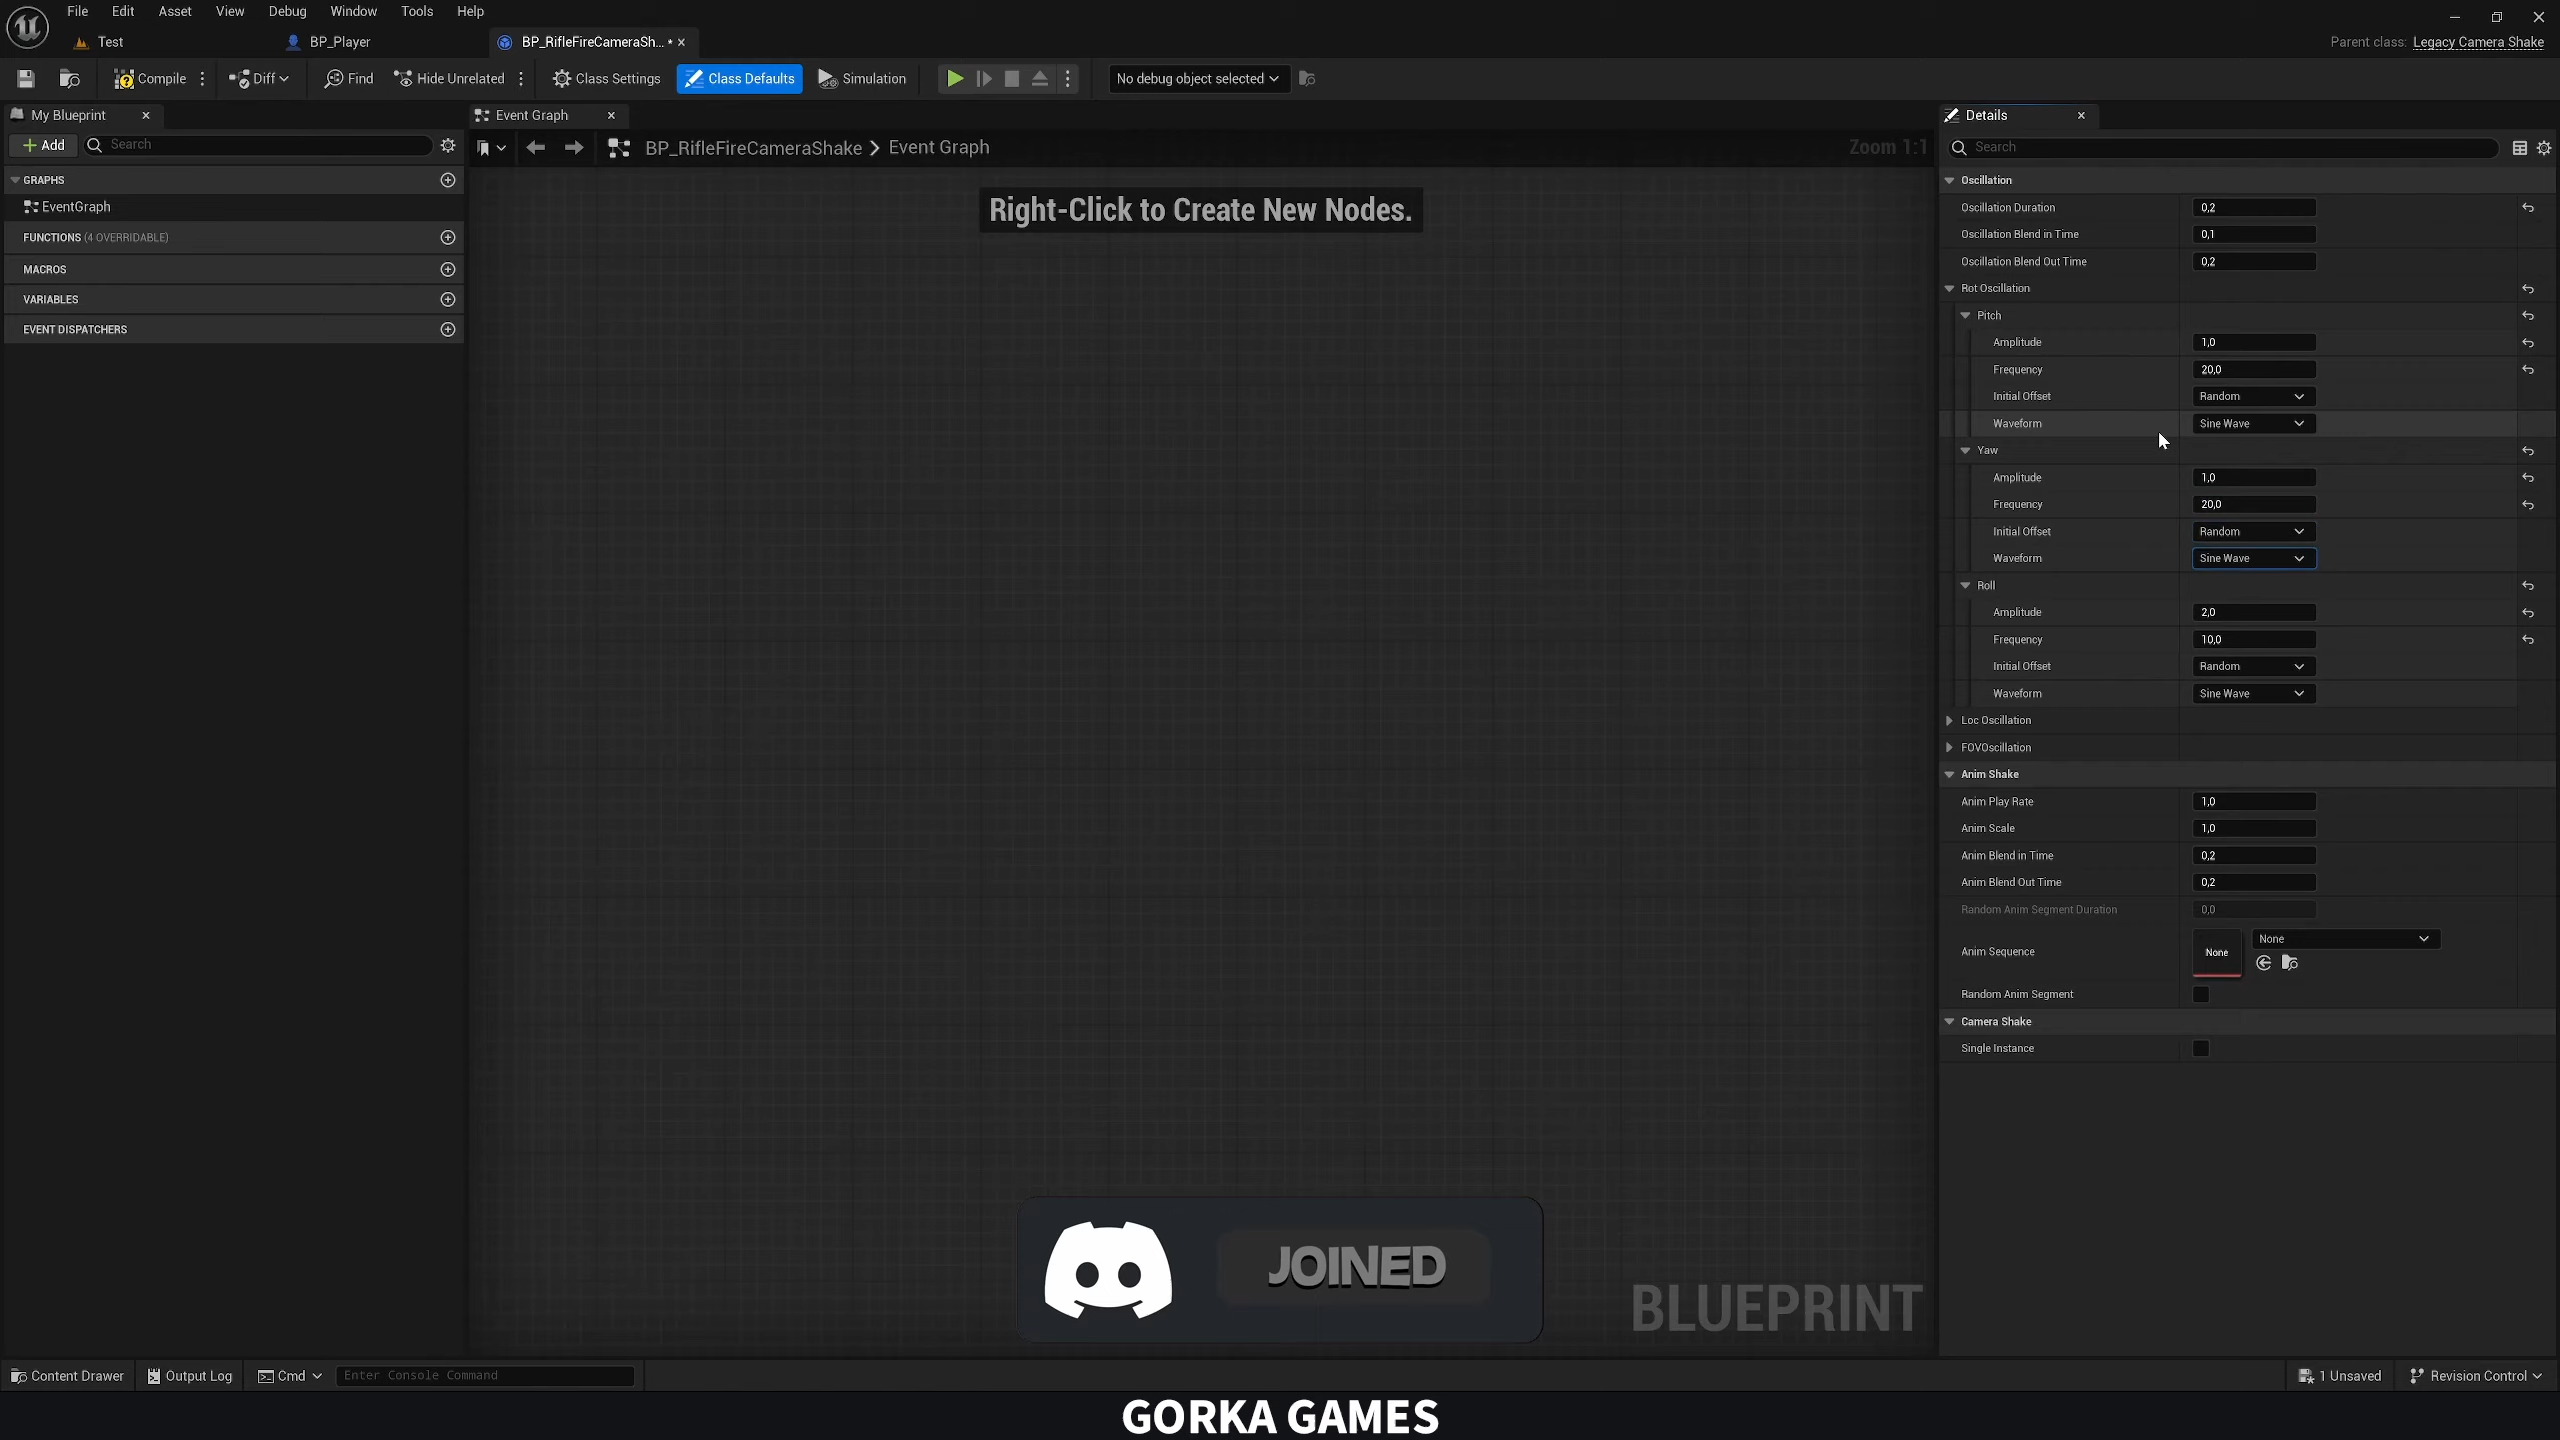 File Edit Asset View Debug Window Tools Help
Test BP_Player BP_RifleFireCameraSh... •
Parent class: Legacy Camera Shake
Compile Diff Find Hide Unrelated Class Settings Class Defaults Simulation No debug object selected
My Blueprint
Add Search
GRAPHS
EventGraph
FUNCTIONS (4 OVERRIDABLE)
MACROS
VARIABLES
EVENT DISPATCHERS
Event Graph
BP_RifleFireCameraShake > Event Graph Zoom 1:1
Right-Click to Create New Nodes.
JOINED
BLUEPRINT
Details
Search
Oscillation
Oscillation Duration 0,2
Oscillation Blend in Time 0,1
Oscillation Blend Out Time 0,2
Rot Oscillation
Pitch
Amplitude 1,0
Frequency 20,0
Initial Offset Random
Waveform Sine Wave
Yaw
Amplitude 1,0
Frequency 20,0
Initial Offset Random
Waveform Sine Wave
Roll
Amplitude 2,0
Frequency 10,0
Initial Offset Random
Waveform Sine Wave
Loc Oscillation
FOVOscillation
Anim Shake
Anim Play Rate 1,0
Anim Scale 1,0
Anim Blend in Time 0,2
Anim Blend Out Time 0,2
Random Anim Segment Duration 0,0
Anim Sequence None None
Random Anim Segment
Camera Shake
Single Instance
Content Drawer Output Log Cmd Enter Console Command 1 Unsaved Revision Control
GORKA GAMES